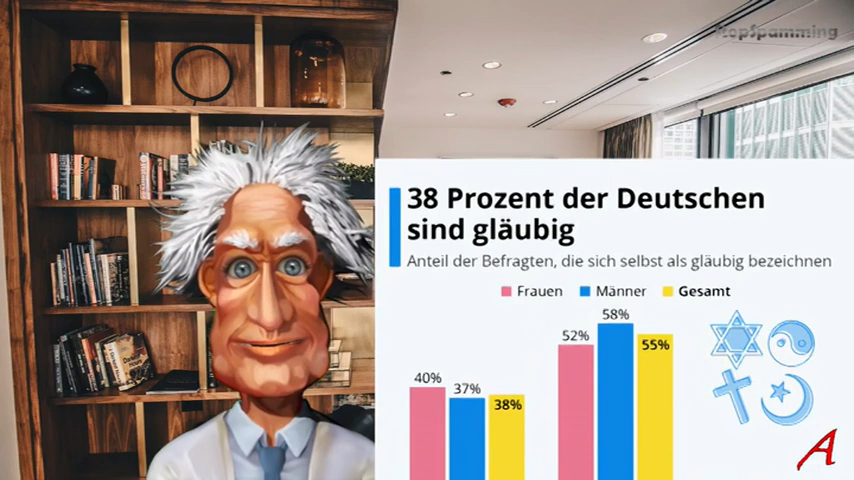 RopSpamming
38 Prozent der Deutschen
sind gläubig
Anteil der Befragten, die sich selbst als gläubig bezeichnen
Frauen Männer Gesamt
58%
52%
55%
40%
37%
38%
A